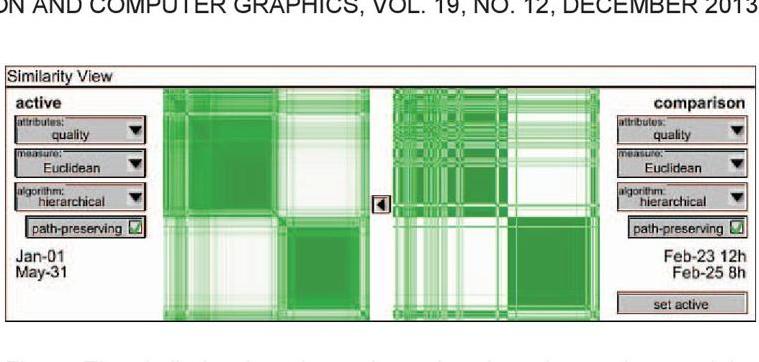 ON AND COMPUTER GRAPHICS, VOL. 19, NO. 12, DECEMBER 2013
Similarity View
active
attributes:
quality
measure:
Euclidean
algorithm:
hierarchical
path-preserving
Jan-01
May-31
comparison
attributes:
quality
measure:
Euclidean
algorithm:
hierarchical
path-preserving
Feb-23 12h
Feb-25 8h
set active